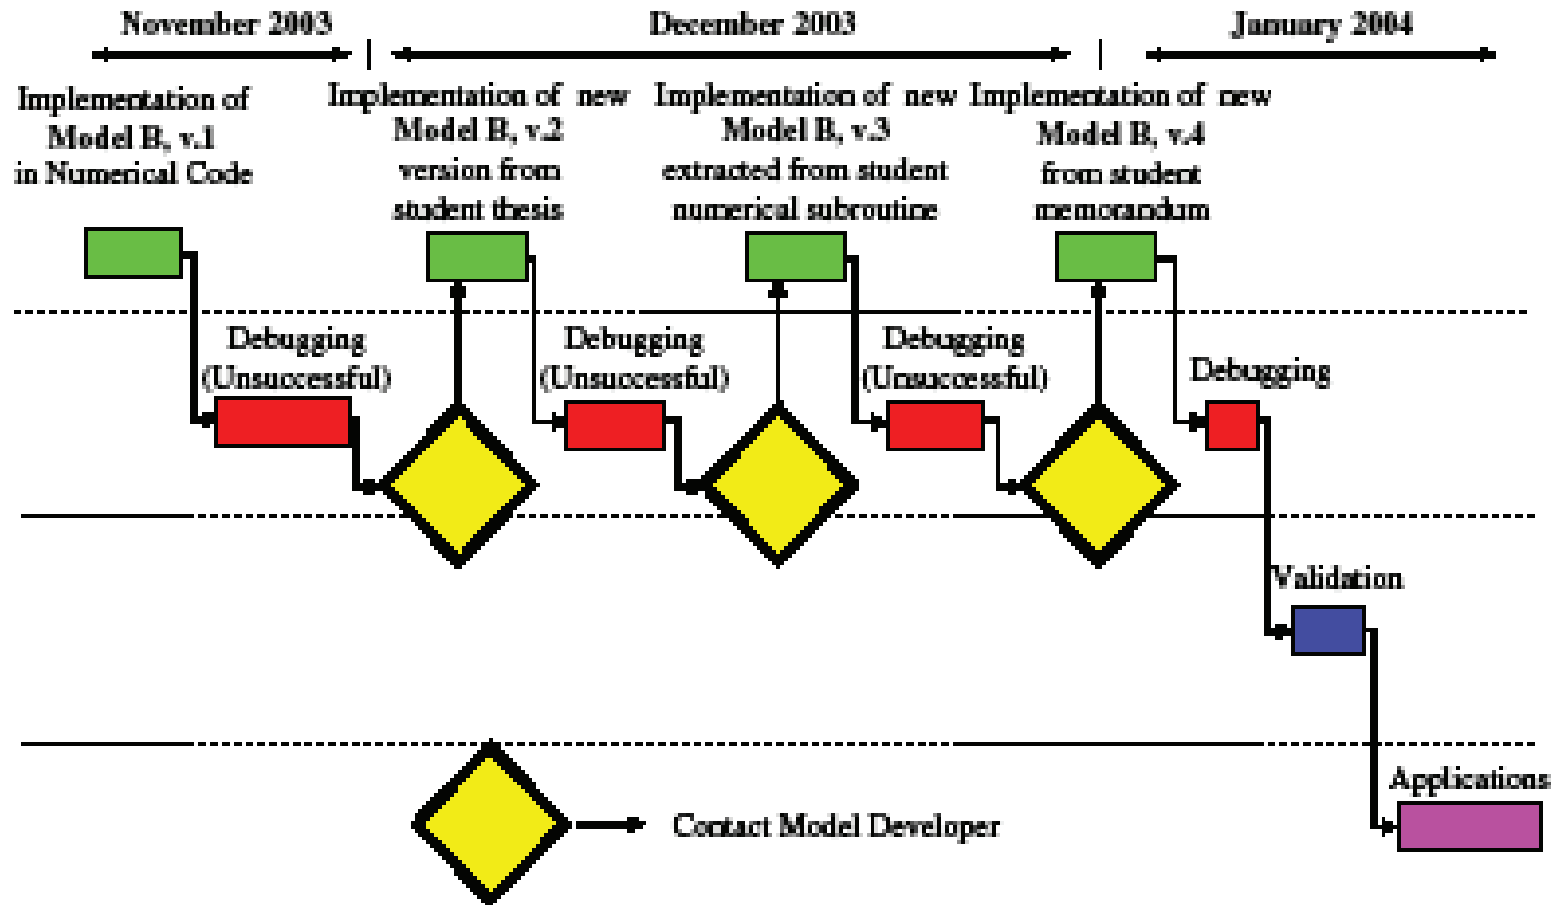 November 2003
December 2003
January 2004
Implementation of
Model B, v.1
in Numerical Code
Implementation of new
Model B, v.2
version from
student thesis
Implementation of new
Model B, v.3
extracted from student
numerical subroutine
Implementation of new
Model B, v.4
from student
memorandum
Debugging
(Unsuccessful)
Debugging
(Unsuccessful)
Debugging
(Unsuccessful)
Debugging
Validation
Applications
Contact Model Developer